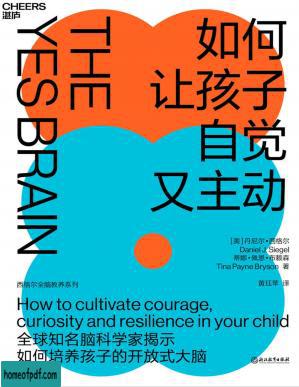 CHEERS
湛庐
THE
YES BRAIN
如何
让孩子
自觉
又主动
[美]丹尼尔·西格尔
Daniel J. Siegel
蒂娜·佩恩·布赖森
Tina Payne Bryson
黄珏苹 译
西格尔全脑教养系列
How to cultivate courage,
curiosity and resilience in your child
全球知名脑科学家揭示
如何培养孩子的开放式大脑
homeofpdf.com
浙江教育出版社
homeofpdf.com